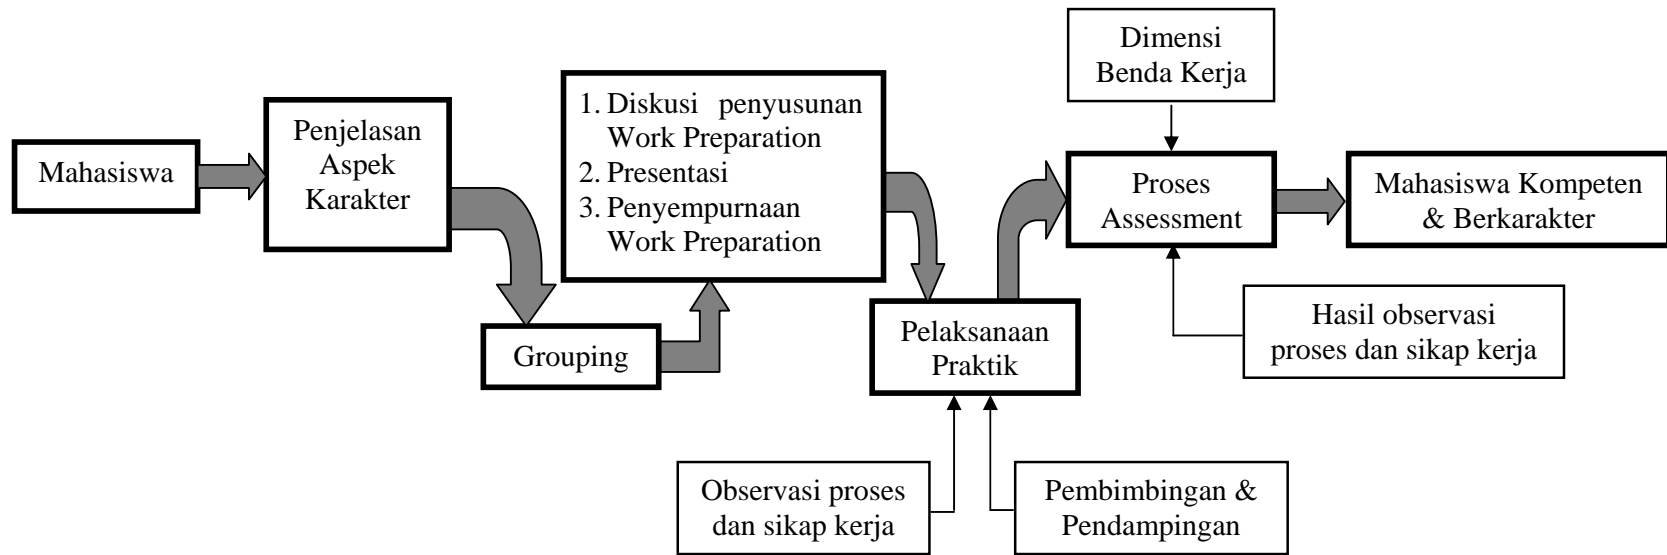 Mahasiswa
Penjelasan
Aspek
Karakter
Grouping
1. Diskusi penyusunan
Work Preparation
2. Presentasi
3. Penyempurnaan
Work Preparation
Pelaksanaan
Praktik
Observasi proses
dan sikap kerja
Pembimbingan &
Pendampingan
Dimensi
Benda Kerja
Proses
Assessment
Hasil observasi
proses dan sikap kerja
Mahasiswa Kompeten
& Berkarakter